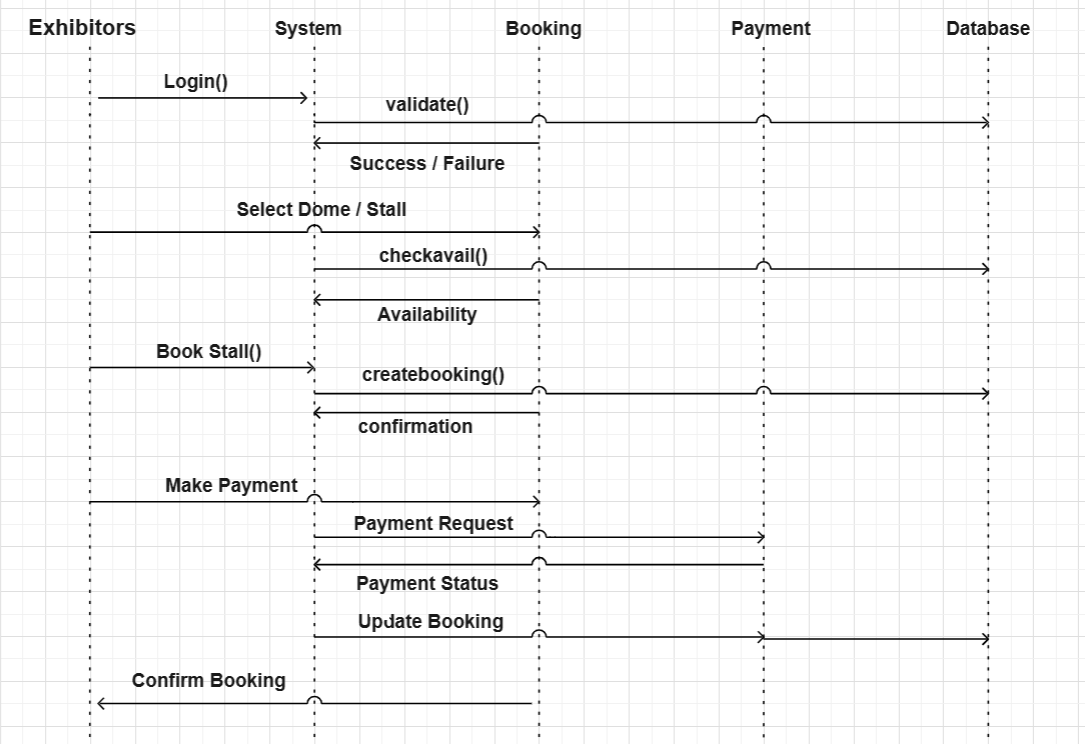 Exhibitors System Booking Payment Database
Login()
validate()
Success / Failure
Select Dome / Stall
checkavail()
Availability
Book Stall()
createbooking()
confirmation
Make Payment
Payment Request
Payment Status
Update Booking
Confirm Booking